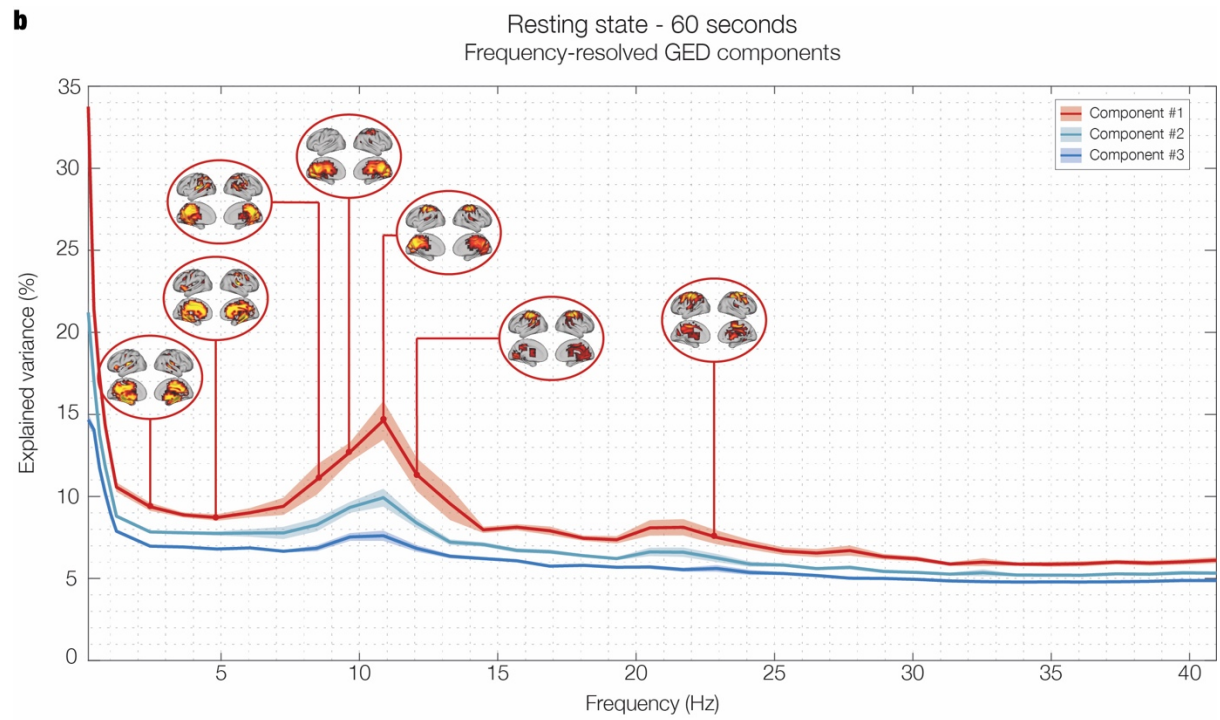 b
Resting state - 60 seconds
Frequency-resolved GED components
35
30
25
20
15
10
5
0
Explained variance (%)
Component #1
Component #2
Component #3
5
10
15
20
25
30
35
40
Frequency (Hz)